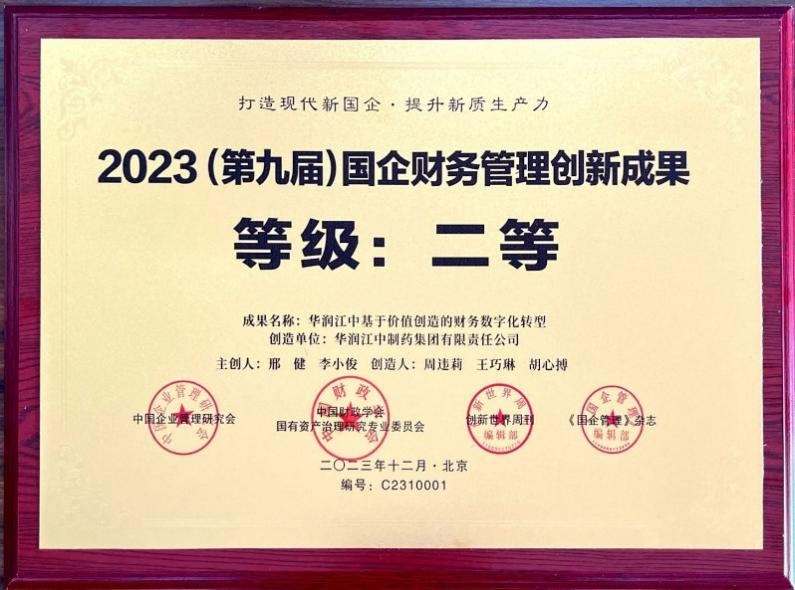 打造现代新国企·提升新质生产力
2023(第九届)国企财务管理创新成果
等级：二等
成果名称：华润江中基于价值创造的财务数字化转型
创造单位：华润江中制药集团有限责任公司
主创人：邢 健 李小俊 创造人：周违莉 王巧琳 胡心搏
中国企业管理研究会
中国财政学会
国有资产治理研究专业委员会
创新世界周刊
《国企管理》杂志
编辑部
编辑部
二〇二三年十二月·北京
编号：C2310001